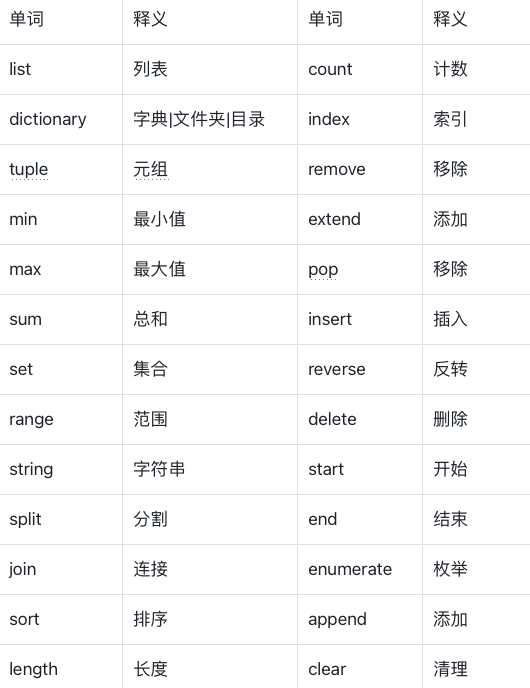 单词 释义 单词 释义
list 列表 count 计数
dictionary 字典|文件夹|目录 index 索引
tuple 元组 remove 移除
min 最小值 extend 添加
max 最大值 pop 移除
sum 总和 insert 插入
set 集合 reverse 反转
range 范围 delete 删除
string 字符串 start 开始
split 分割 end 结束
join 连接 enumerate 枚举
sort 排序 append 添加
length 长度 clear 清理